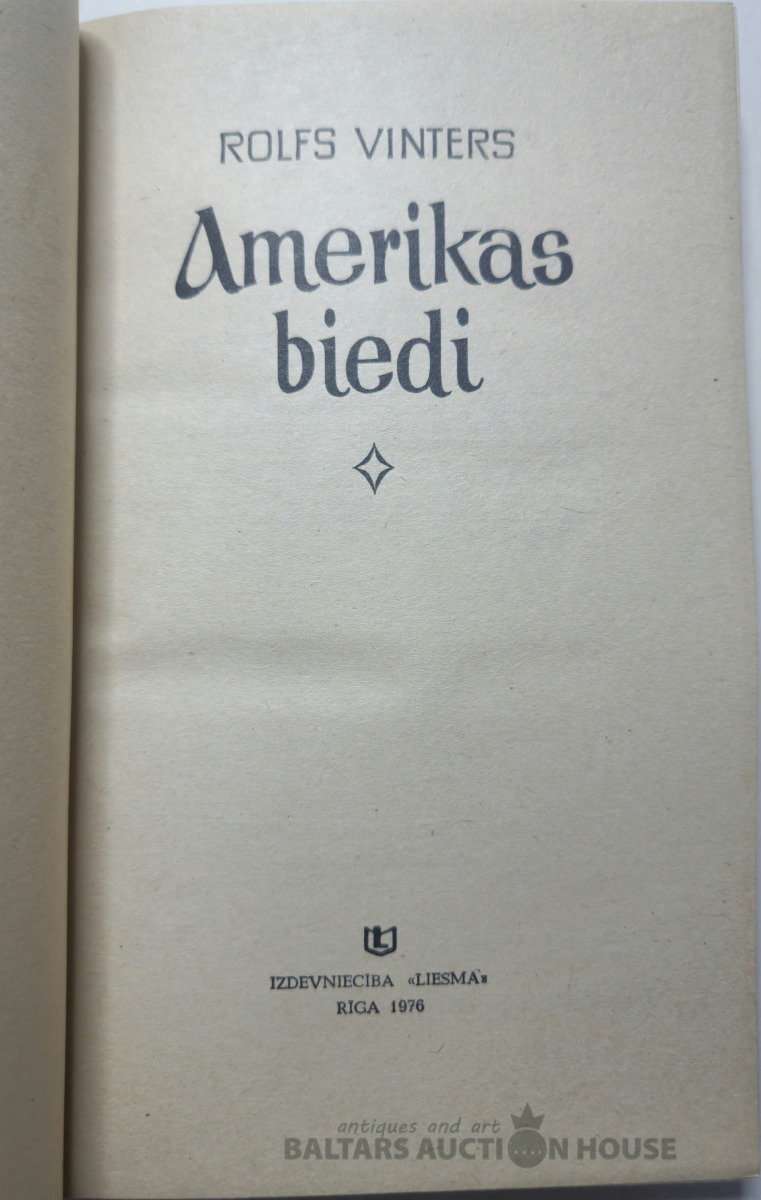 ROLFS VINTERS
Amerikas
biedi
IZDEVNIECĪBA «LIESMA»
RĪGA 1976
antiques and art
BALTARS AUCTION HOUSE